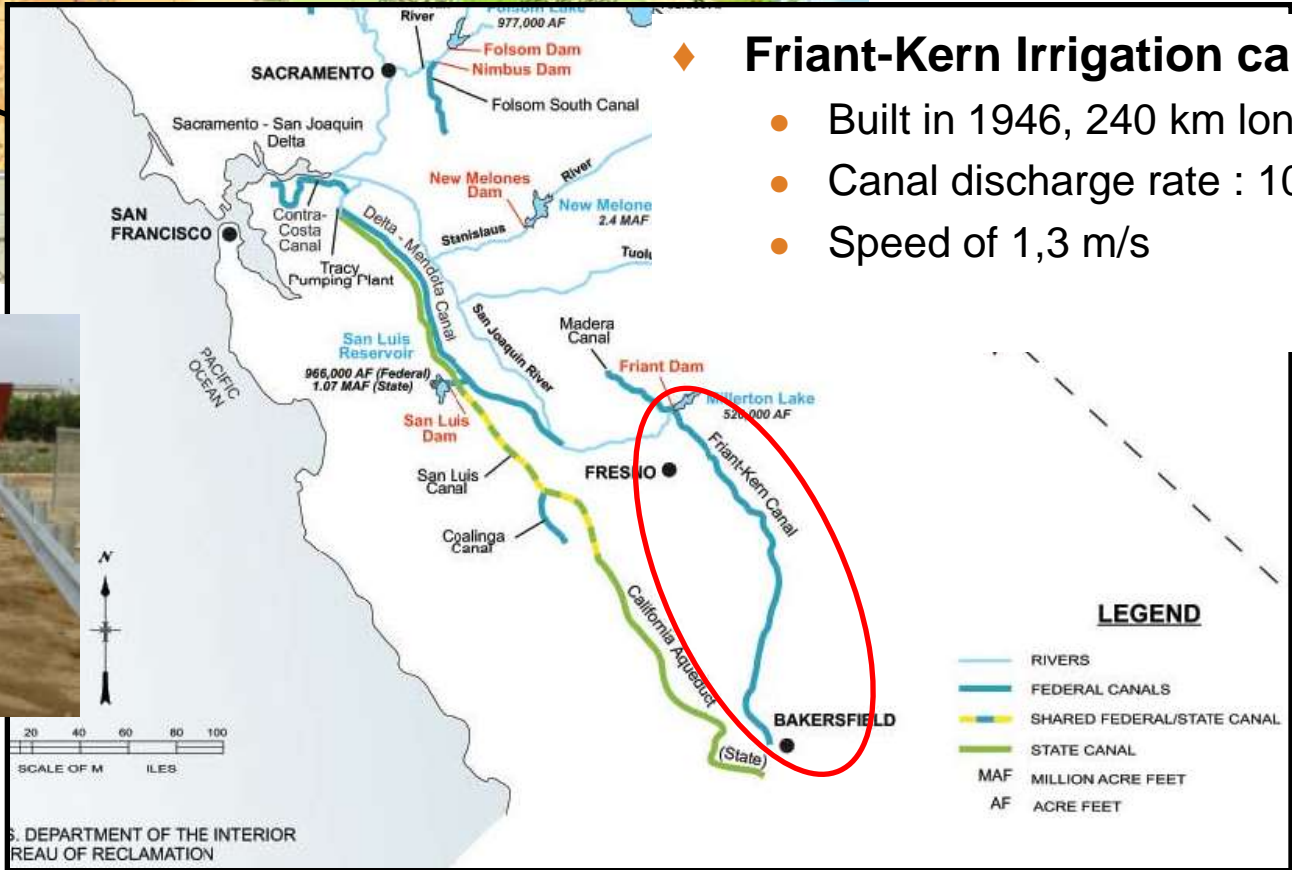 River
977,000 AF
Folsom Dam
Nimbus Dam
SACRAMENTO
Folsom South Canal
Sacramento - San Joaquin
Delta
♦ Friant-Kern Irrigation ca
• Built in 1946, 240 km lon
• Canal discharge rate : 10
• Speed of 1,3 m/s
New Melones
Dam
River
New Melone
2.4 MAF
SAN
FRANCISCO
Contra-
Costa
Canal
Delta - Mendota Canal
Stanislaus
Tracy
Pumping Plant
San Joaquin River
Madera
Canal
San Luis
Reservoir
966,000 AF (Federal)
1.07 MAF (State)
PACIFIC
OCEAN
Friant Dam
Millerton Lake
520,000 AF
San Luis
Dam
Friant-Kern Canal
FRESNO
San Luis
Canal
Coalinga
Canal
N
California Aqueduct
BAKERSFIELD
(State)
LEGEND
RIVERS
FEDERAL CANALS
SHARED FEDERAL/STATE CANAL
STATE CANAL
MAF MILLION ACRE FEET
AF ACRE FEET
20 40 60 80 100
SCALE OF M ILES
S. DEPARTMENT OF THE INTERIOR
REAU OF RECLAMATION